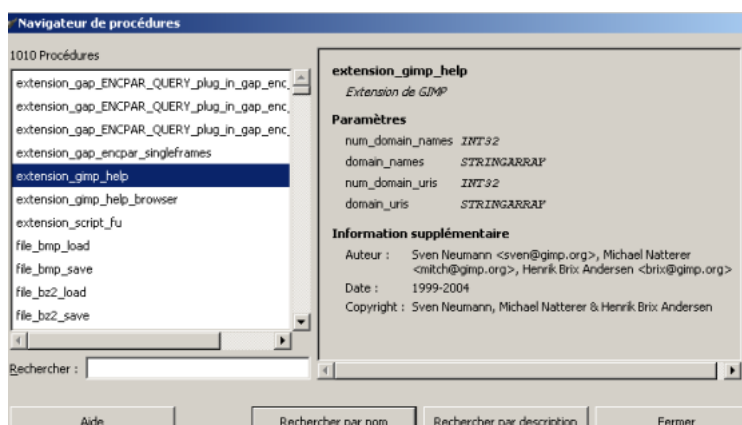 Navigateur de procédures
1010 Procédures
extension_gap_ENCPAR_QUERY_plug_in_gap_enc_
extension_gap_ENCPAR_QUERY_plug_in_gap_enc_
extension_gap_ENCPAR_QUERY_plug_in_gap_enc_
extension_gap_encpar_singleframes
extension_gimp_help
extension_gimp_help_browser
extension_script_fu
file_bmp_load
file_bmp_save
file_bz2_load
file_bz2_save
Rechercher :
extension_gimp_help
Extension de GIMP
Paramètres
num_domain_names INT32
domain_names STRINGARRAY
num_domain_uris INT32
domain_uris STRINGARRAY
Information supplémentaire
Auteur : Sven Neumann <sven@gimp.org>, Michael Natterer
<mitch@gimp.org>, Henrik Brix Andersen <brix@gimp.org>
Date : 1999-2004
Copyright : Sven Neumann, Michael Natterer & Henrik Brix Andersen
Aide Rechercher par nom Rechercher par description Fermer